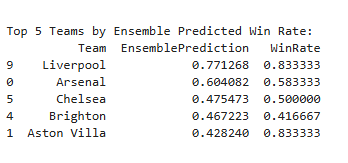 Top 5 Teams by Ensemble Predicted Win Rate:
Team EnsemblePrediction WinRate
9 Liverpool 0.771268 0.833333
0 Arsenal 0.604082 0.583333
5 Chelsea 0.475473 0.500000
4 Brighton 0.467223 0.416667
1 Aston Villa 0.428240 0.833333